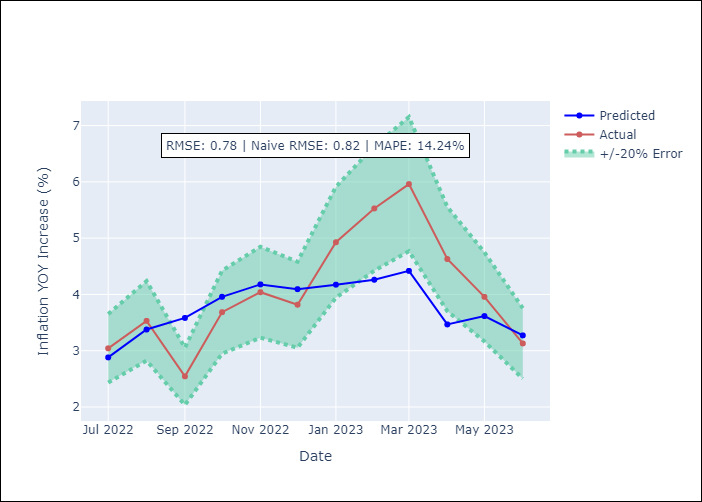 Predicted
Actual
+/-20% Error
RMSE: 0.78 | Naive RMSE: 0.82 | MAPE: 14.24%
Inflation YOY Increase (%)
7
6
5
4
3
2
Jul 2022
Sep 2022
Nov 2022
Jan 2023
Mar 2023
May 2023
Date